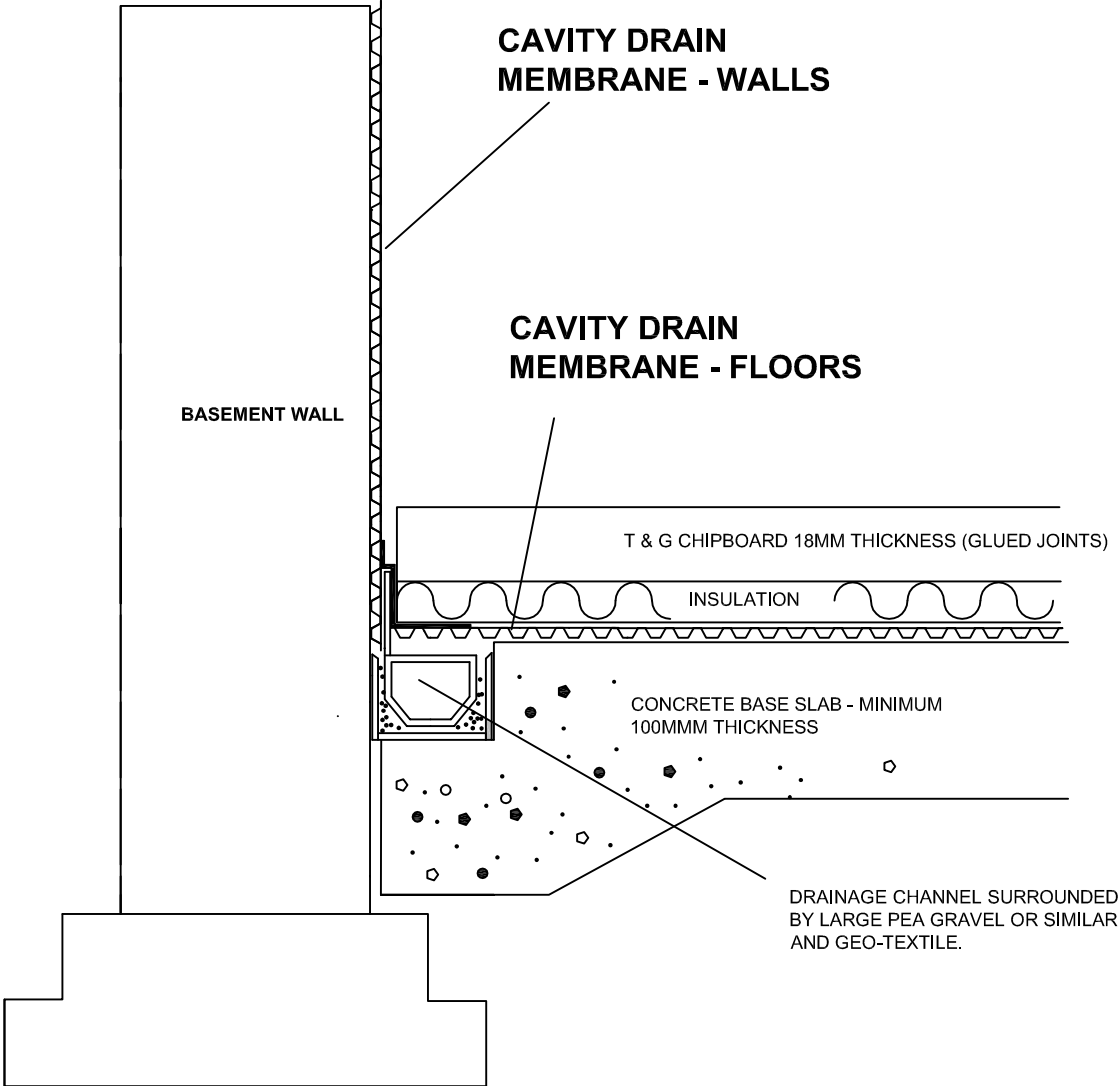 CAVITY DRAIN
MEMBRANE - WALLS
CAVITY DRAIN
MEMBRANE - FLOORS
BASEMENT WALL
T & G CHIPBOARD 18MM THICKNESS (GLUED JOINTS)
INSULATION
CONCRETE BASE SLAB - MINIMUM
100MMM THICKNESS
DRAINAGE CHANNEL SURROUNDED
BY LARGE PEA GRAVEL OR SIMILAR
AND GEO-TEXTILE.